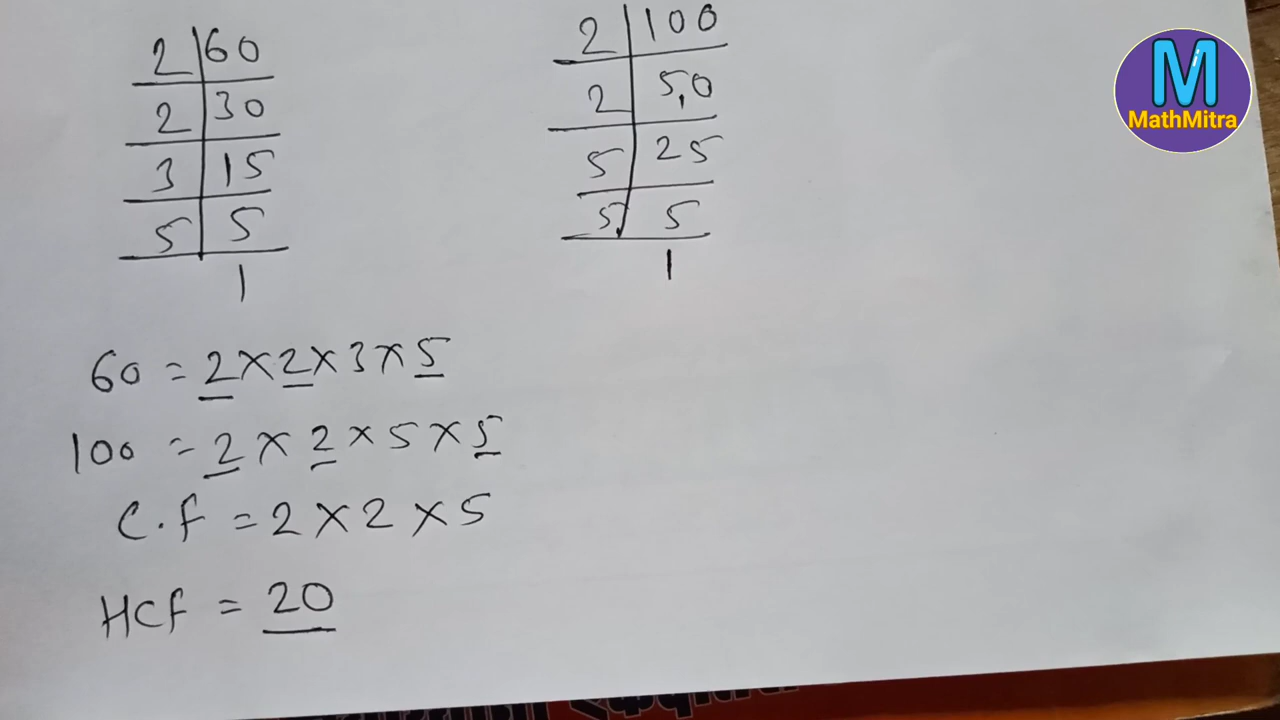 2 | 60
2 | 30
3 | 15
5 | 5
1
2 | 100
2 | 50
5 | 25
5 | 5
1
60 = 2 × 2 × 3 × 5
100 = 2 × 2 × 5 × 5
C.F = 2 × 2 × 5
HCF = 20
M
MathMitra